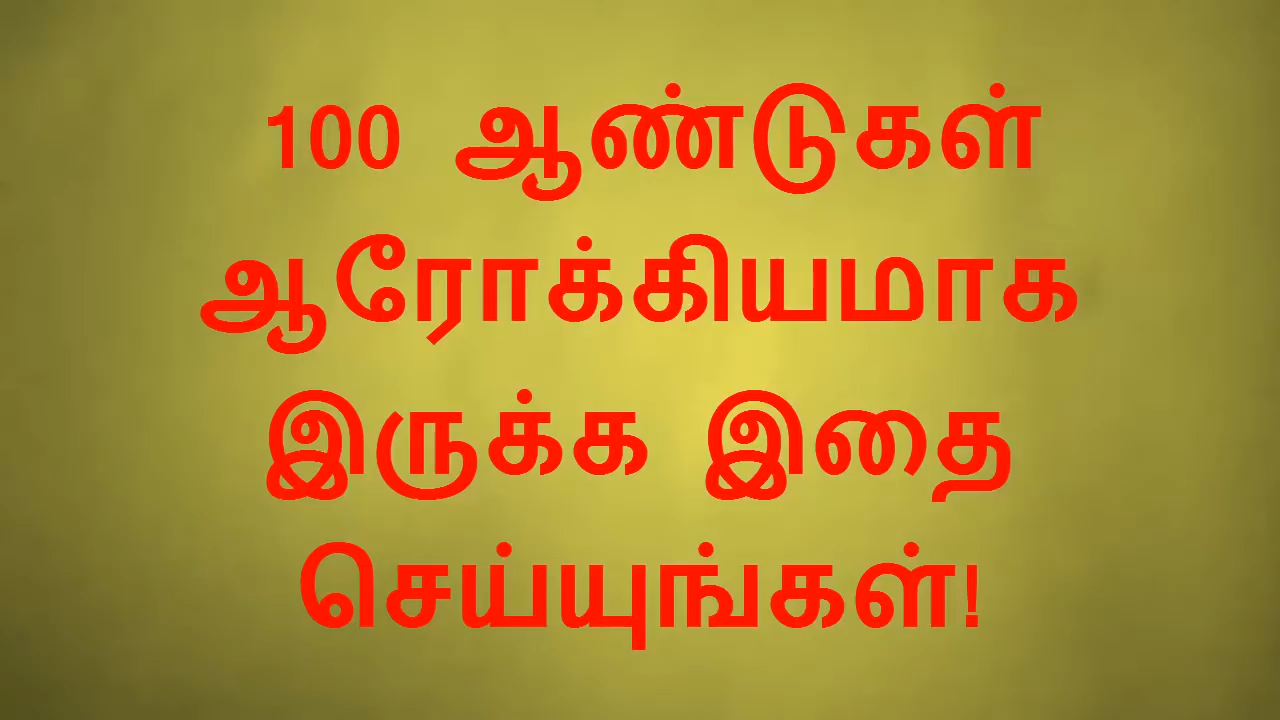 100 ஆண்டுகள்
ஆரோக்கியமாக
இருக்க இதை
செய்யுங்கள்!